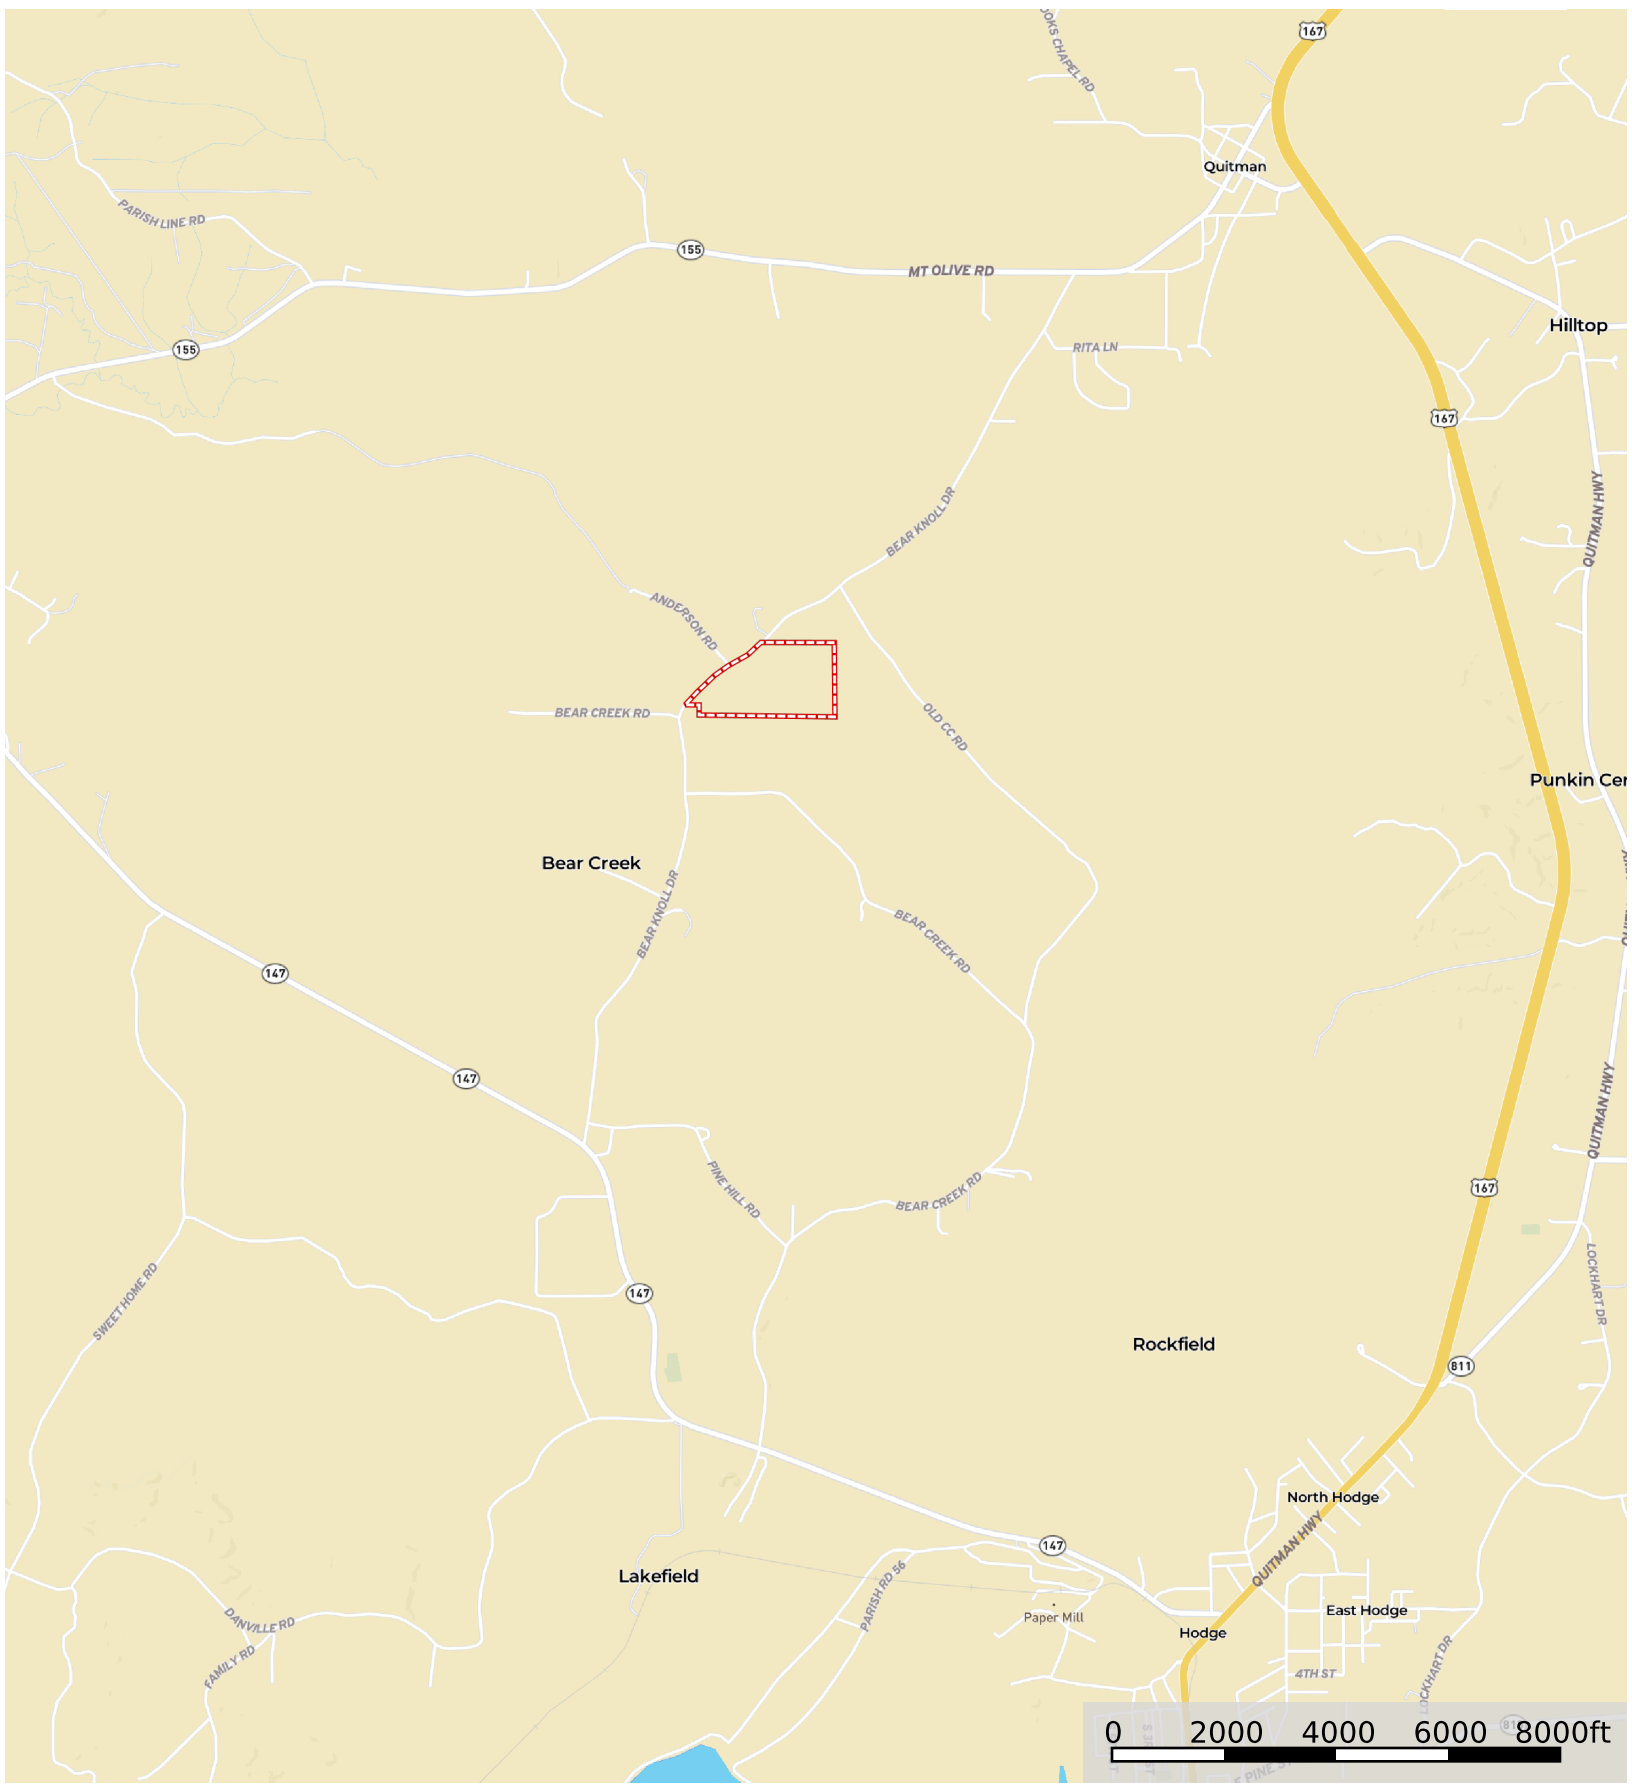 OOKS CHAPEL RD
167
Quitman
PARISH LINE RD
155
MT OLIVE RD
Hilltop
155
RITA LN
167
QUITMAN HWY
BEAR KNOLL DR
ANDERSON RD
BEAR CREEK RD
OLD CC RD
Punkin Cen
Bear Creek
BEAR KNOLL DR
BEAR CREEK RD
147
147
QUITMAN HWY
PINE HILL RD
BEAR CREEK RD
167
SWEET HOME RD
147
LOCKHART DR
Rockfield
811
North Hodge
QUITMAN HWY
147
Lakefield
PARISH RD 56
Paper Mill
East Hodge
Hodge
DANVILLE RD
FAMILY RD
4TH ST
LOCKHART DR
0 2000 4000 6000 8000ft